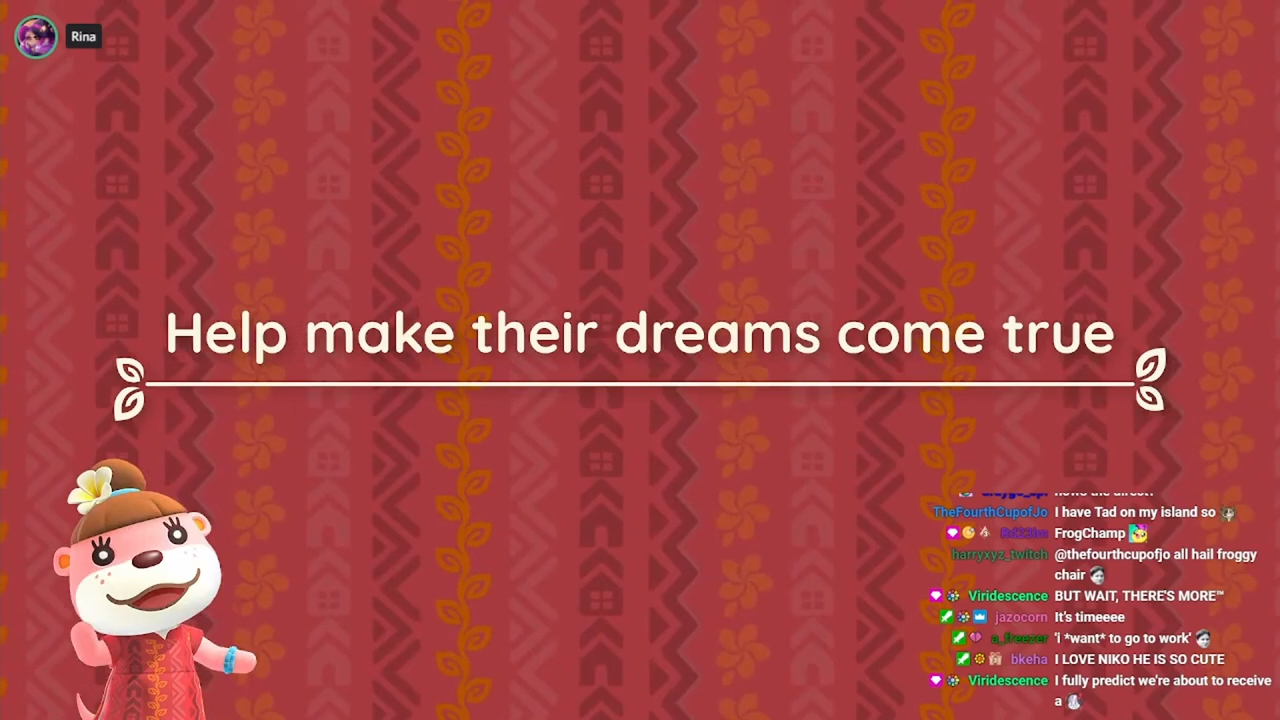 Rina
Help make their dreams come true
TheFourthCupofJo I have Tad on my island so
FrogChamp
harryxyz_twitch @thefourthcupofjo all hail froggy
chair
Viridescence BUT WAIT, THERE'S MORE™
jazocorn It's timeeee
a_freezer 'i *want* to go to work'
bkeha I LOVE NIKO HE IS SO CUTE
Viridescence I fully predict we're about to receive
a